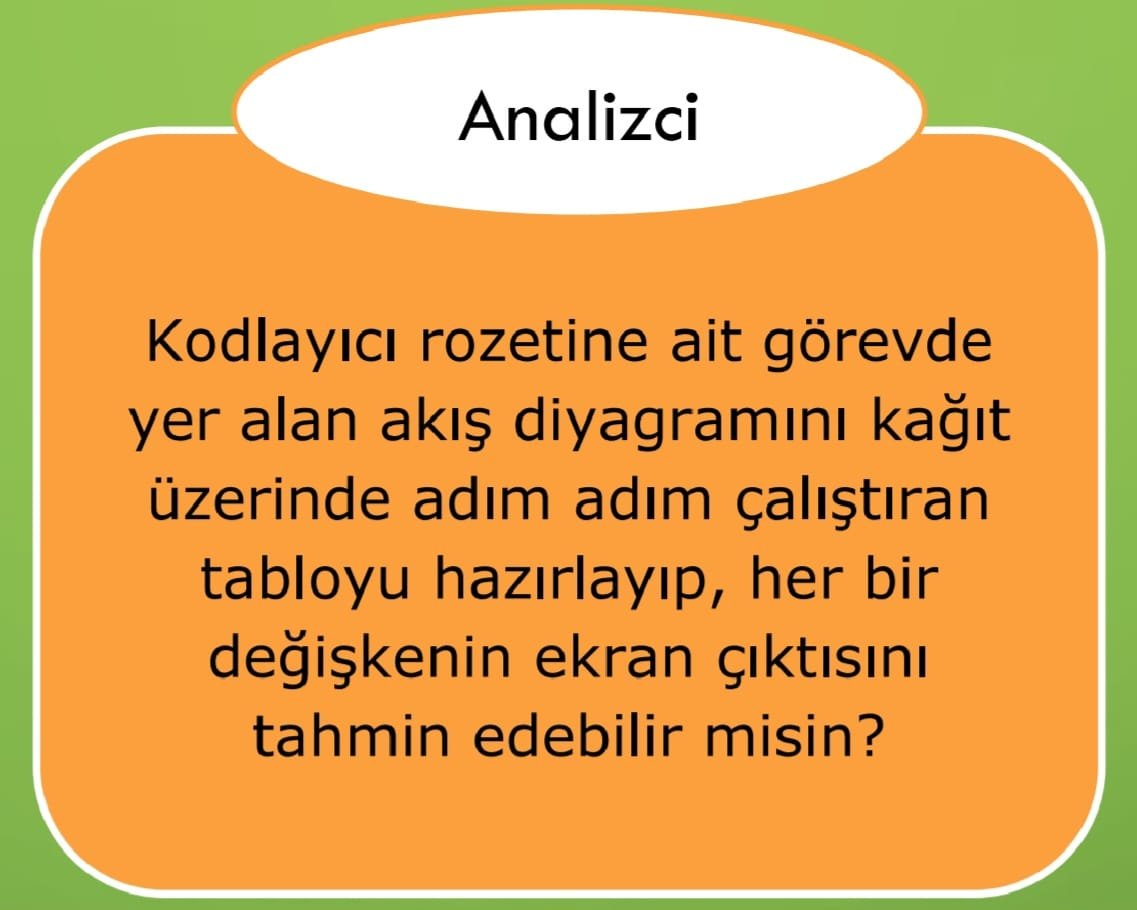 Analizci
Kodlayıcı rozetine ait görevde
yer alan akış diyagramını kağıt
üzerinde adım adım çalıştıran
tabloyu hazırlayıp, her bir
değişkenin ekran çıktısını
tahmin edebilir misin?